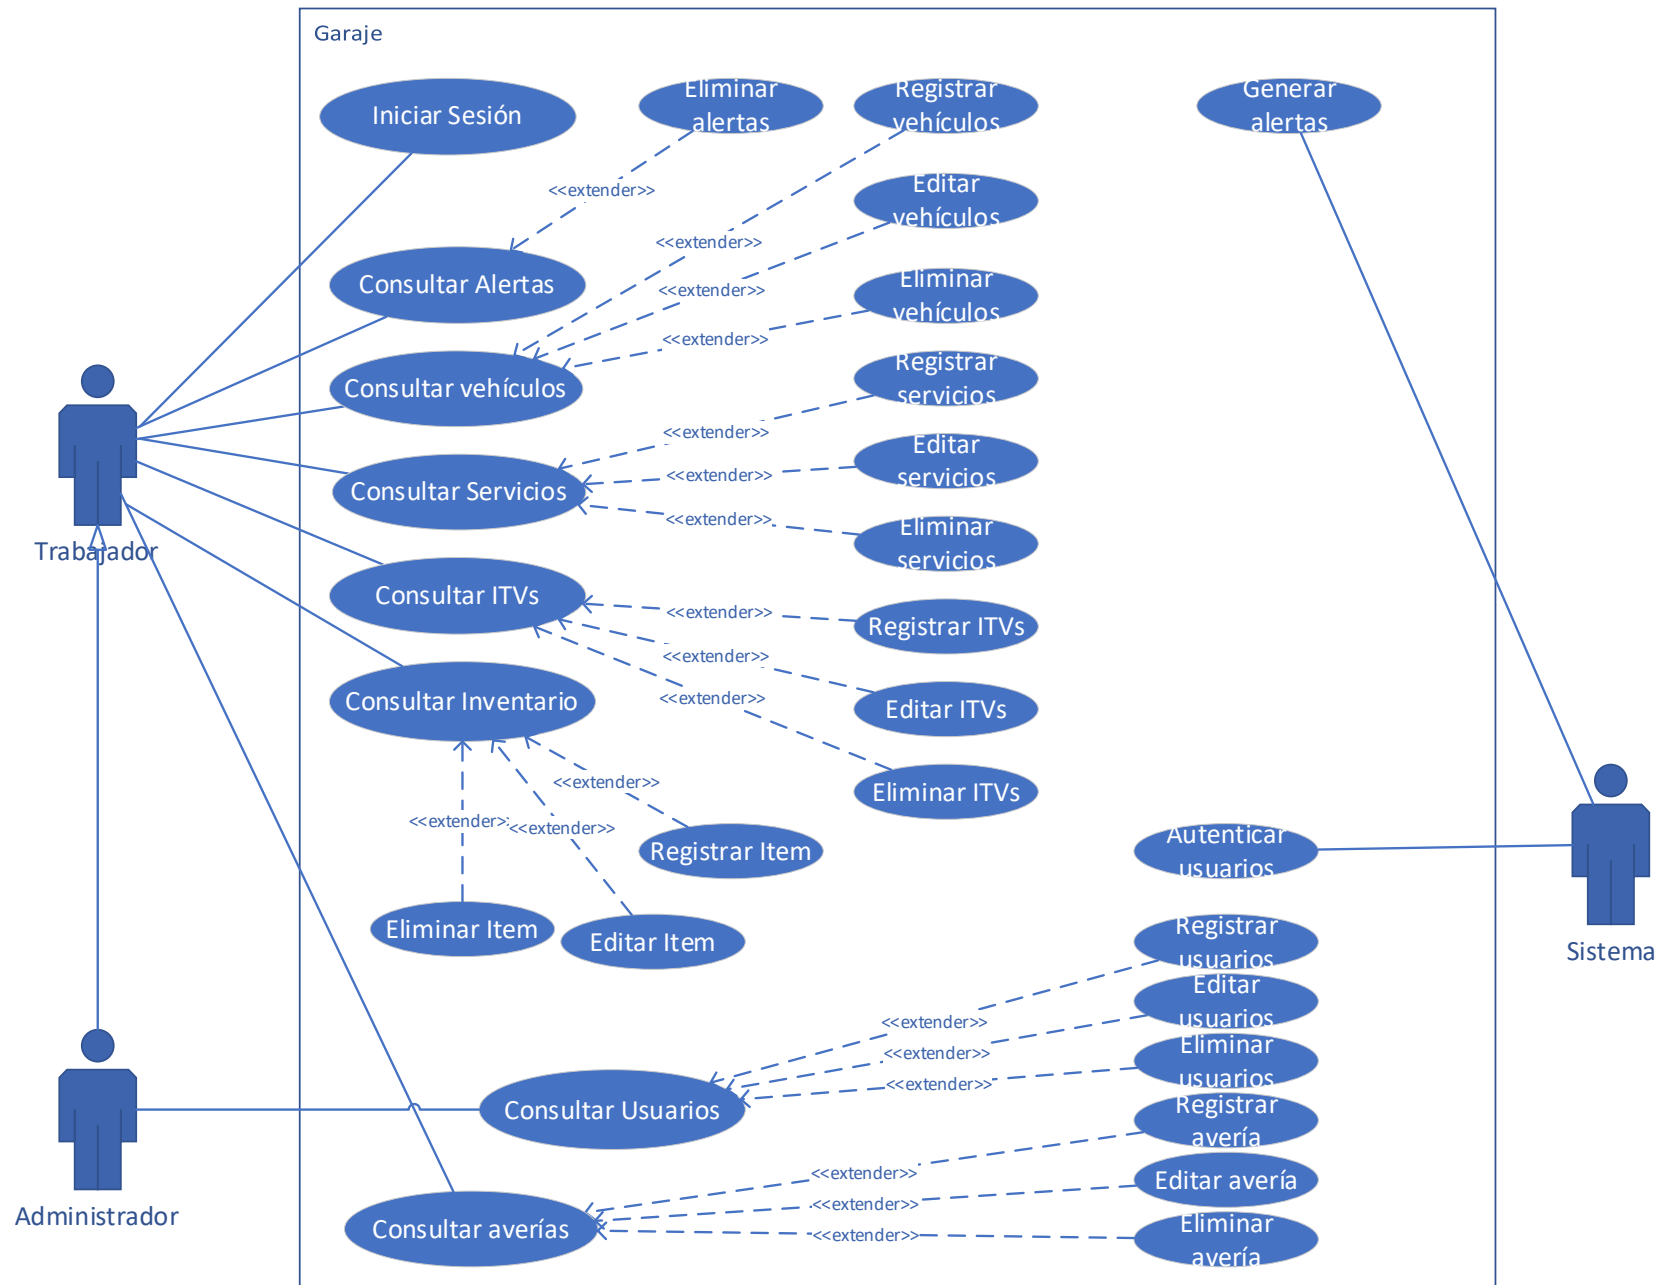 Garaje
Iniciar Sesión
Eliminar
alertas
Registrar
vehículos
Generar
alertas
<<extender>>
Editar
vehículos
<<extender>>
Consultar Alertas
<<extender>>
Eliminar
vehículos
<<extender>>
Consultar vehículos
Registrar
servicios
<<extender>>
Editar
servicios
<<extender>>
Consultar Servicios
<<extender>>
Eliminar
servicios
Trabajador
Consultar ITVs
<<extender>>
Registrar ITVs
<<extender>>
<<extender>>
Consultar Inventario
Editar ITVs
<<extender>>
Eliminar ITVs
<<extender>>
<<extender>>
Registrar Item
Autenticar
usuarios
Eliminar Item
Editar Item
Registrar
usuarios
Sistema
Editar
usuarios
<<extender>>
<<extender>>
Eliminar
usuarios
<<extender>>
Consultar Usuarios
Registrar
avería
<<extender>>
Editar avería
<<extender>>
Administrador
Consultar averías
<<extender>>
Eliminar
avería